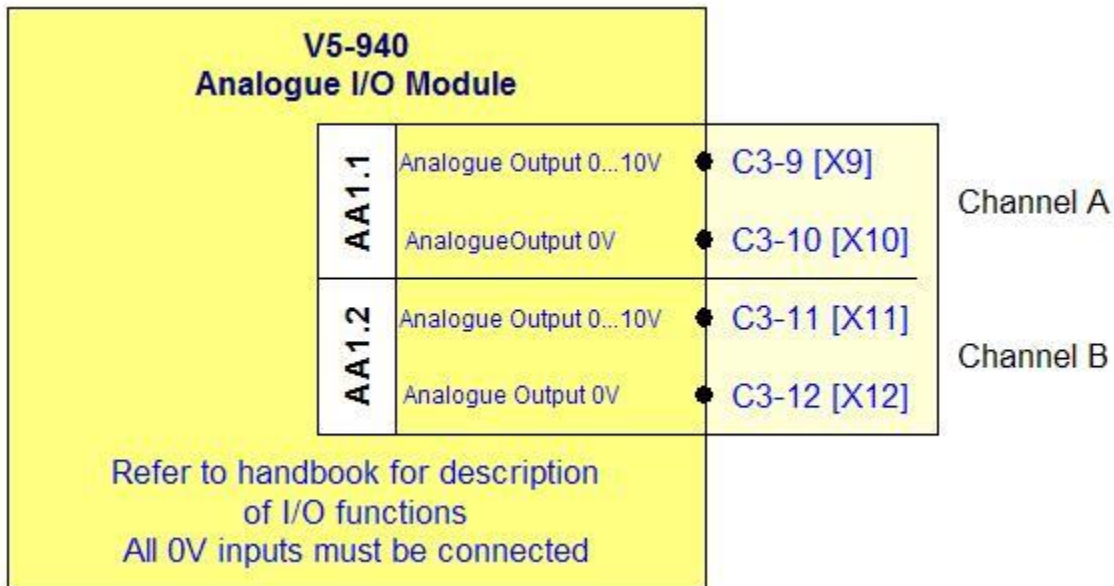 V5-940
Analogue I/O Module
AA1.1
Analogue Output 0...10V
C3-9 [X9]
AnalogueOutput 0V
C3-10 [X10]
Channel A
AA1.2
Analogue Output 0...10V
C3-11 [X11]
Analogue Output 0V
C3-12 [X12]
Channel B
Refer to handbook for description
of I/O functions
All 0V inputs must be connected